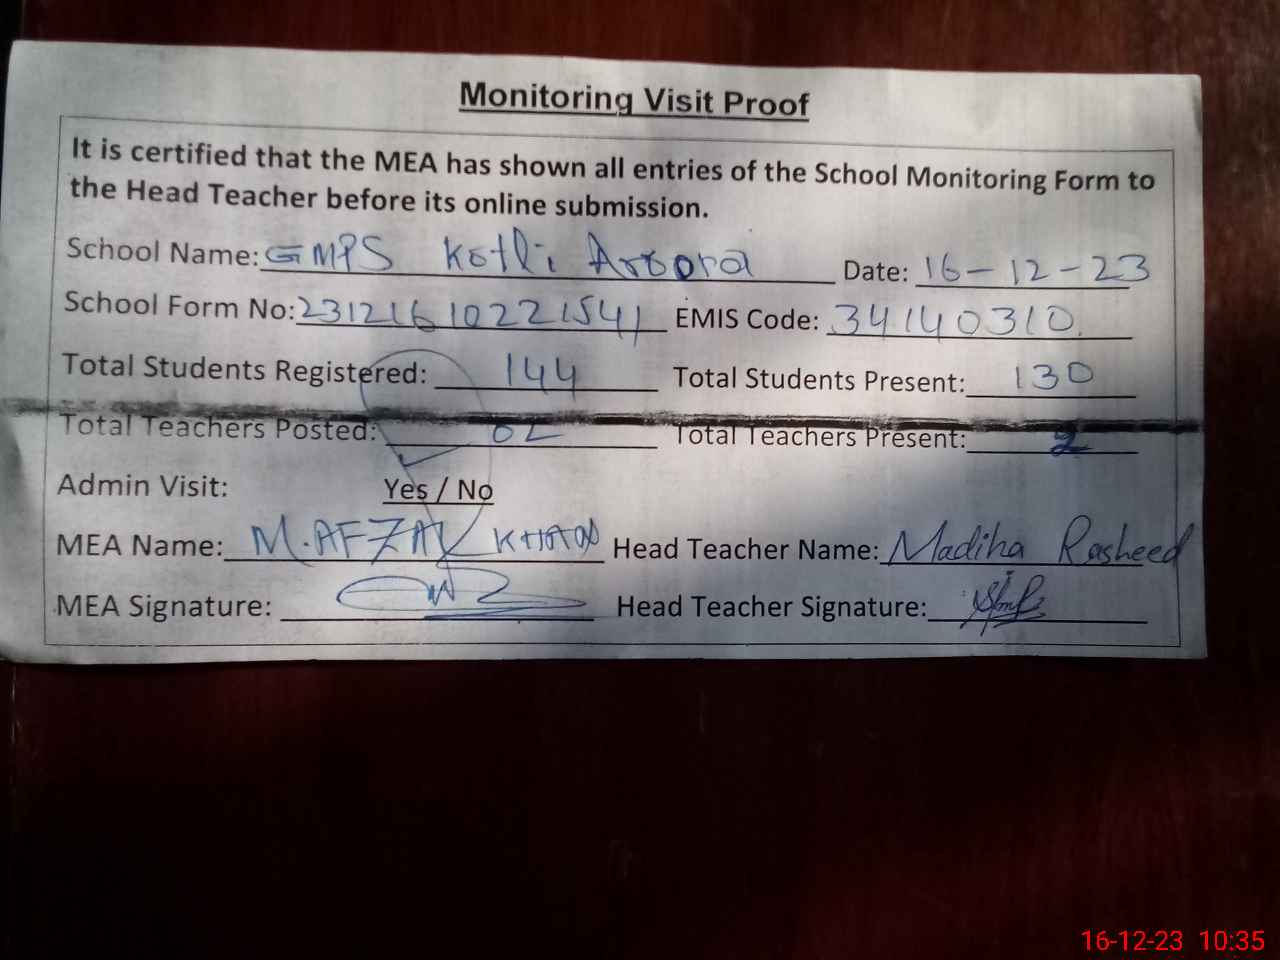 Monitoring Visit Proof
It is certified that the MEA has shown all entries of the School Monitoring Form to
the Head Teacher before its online submission.
School Name: GMPS Kotli Aroora Date: 16-12-23
School Form No: 231216102221541 EMIS Code: 34140310
Total Students Registered: 144 Total Students Present: 130
Total Teachers Posted: 02 Total Teachers Present: 2
Admin Visit: Yes / No
MEA Name: M. AFZAL KHAN Head Teacher Name: Madiha Rasheed
MEA Signature: Head Teacher Signature:
16-12-23 10:35